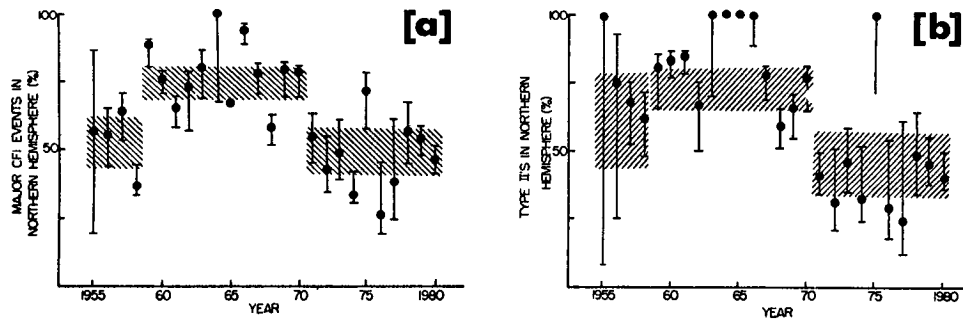 [a]
100
50
MAJOR CFI EVENTS IN
NORTHERN HEMISPHERE (%)
1955 60 65 70 75 1980
YEAR
[b]
100
50
TYPE II'S IN NORTHERN
HEMISPHERE (%)
1955 60 65 70 75 1980
YEAR